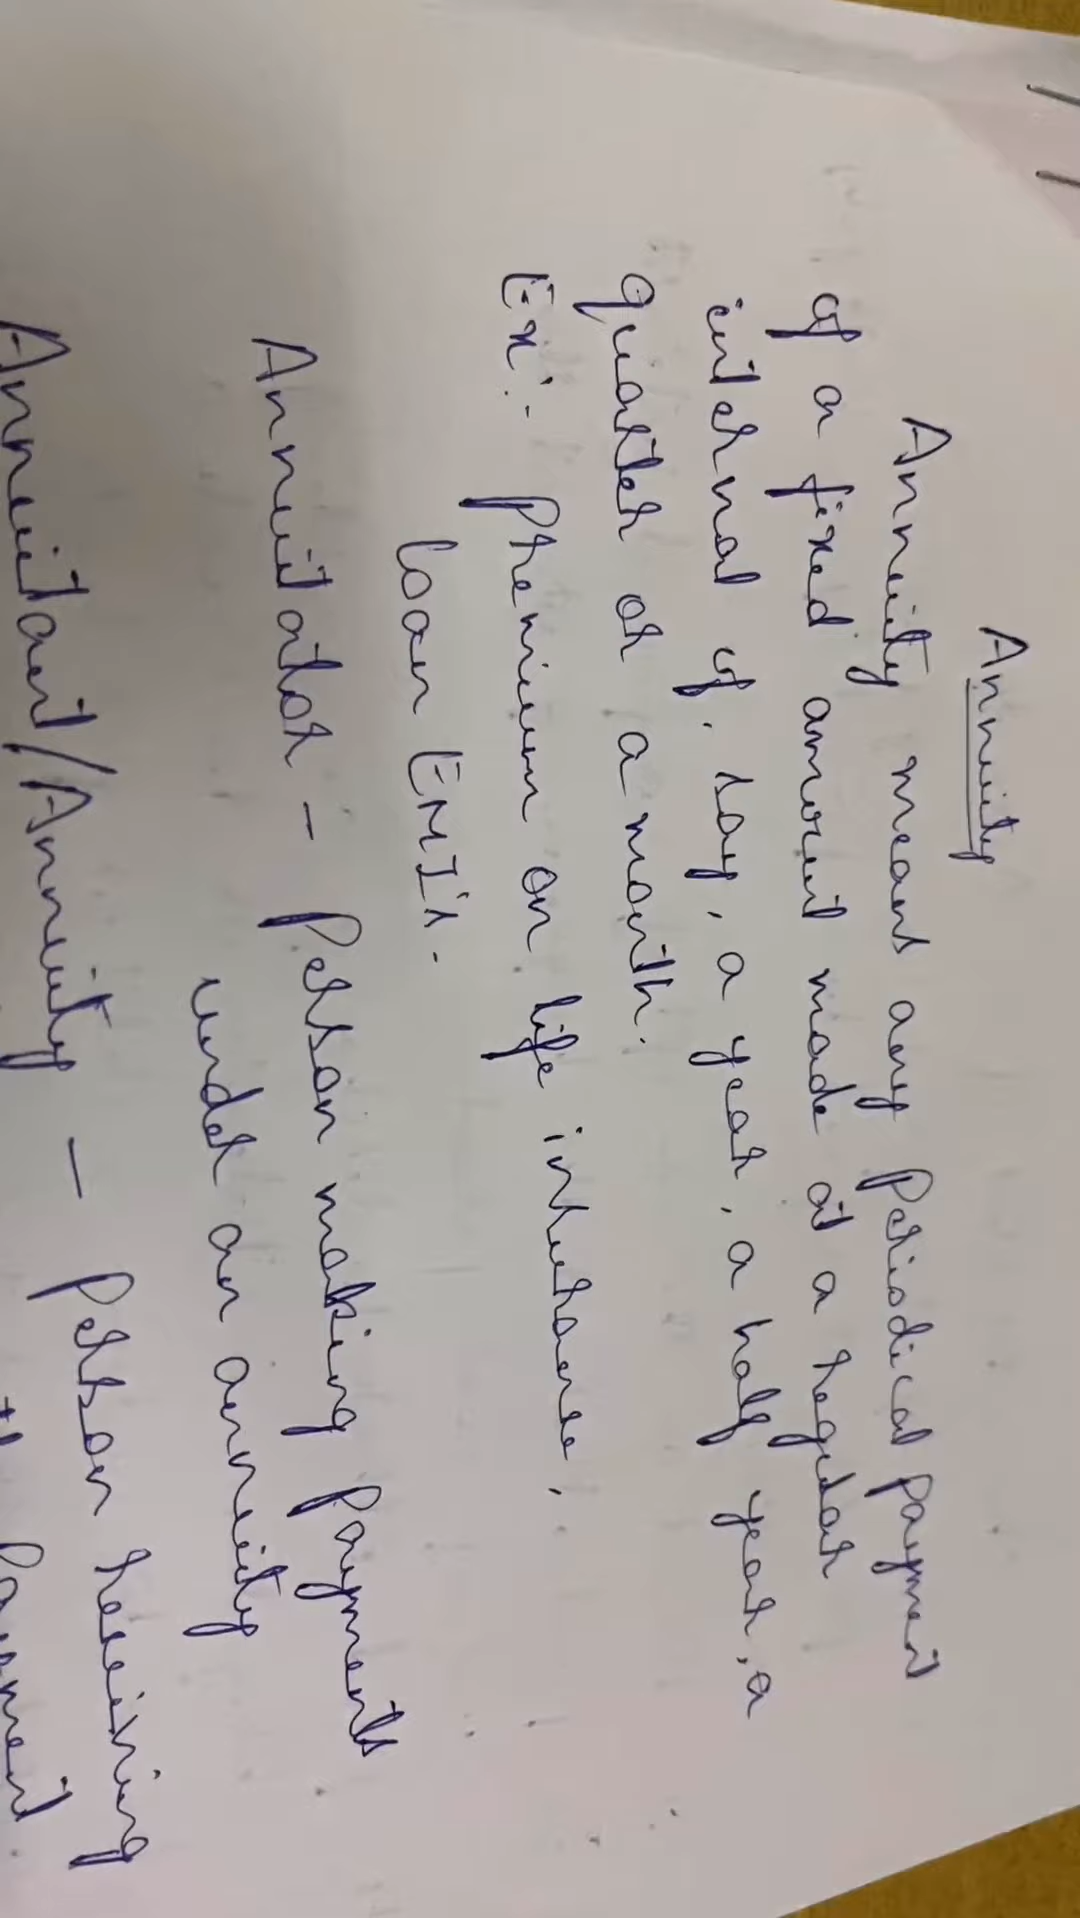 Annuity
Annuity means any periodical payment
of a fixed amount made at a regular
interval of, say, a year, a half year, a
quarter or a month.
Ex:- Premium on life insurance,
loan EMI's.
Annuitator - Person making payments
under an annuity
Annuitant/Annuity - Person receiving
the Payment.